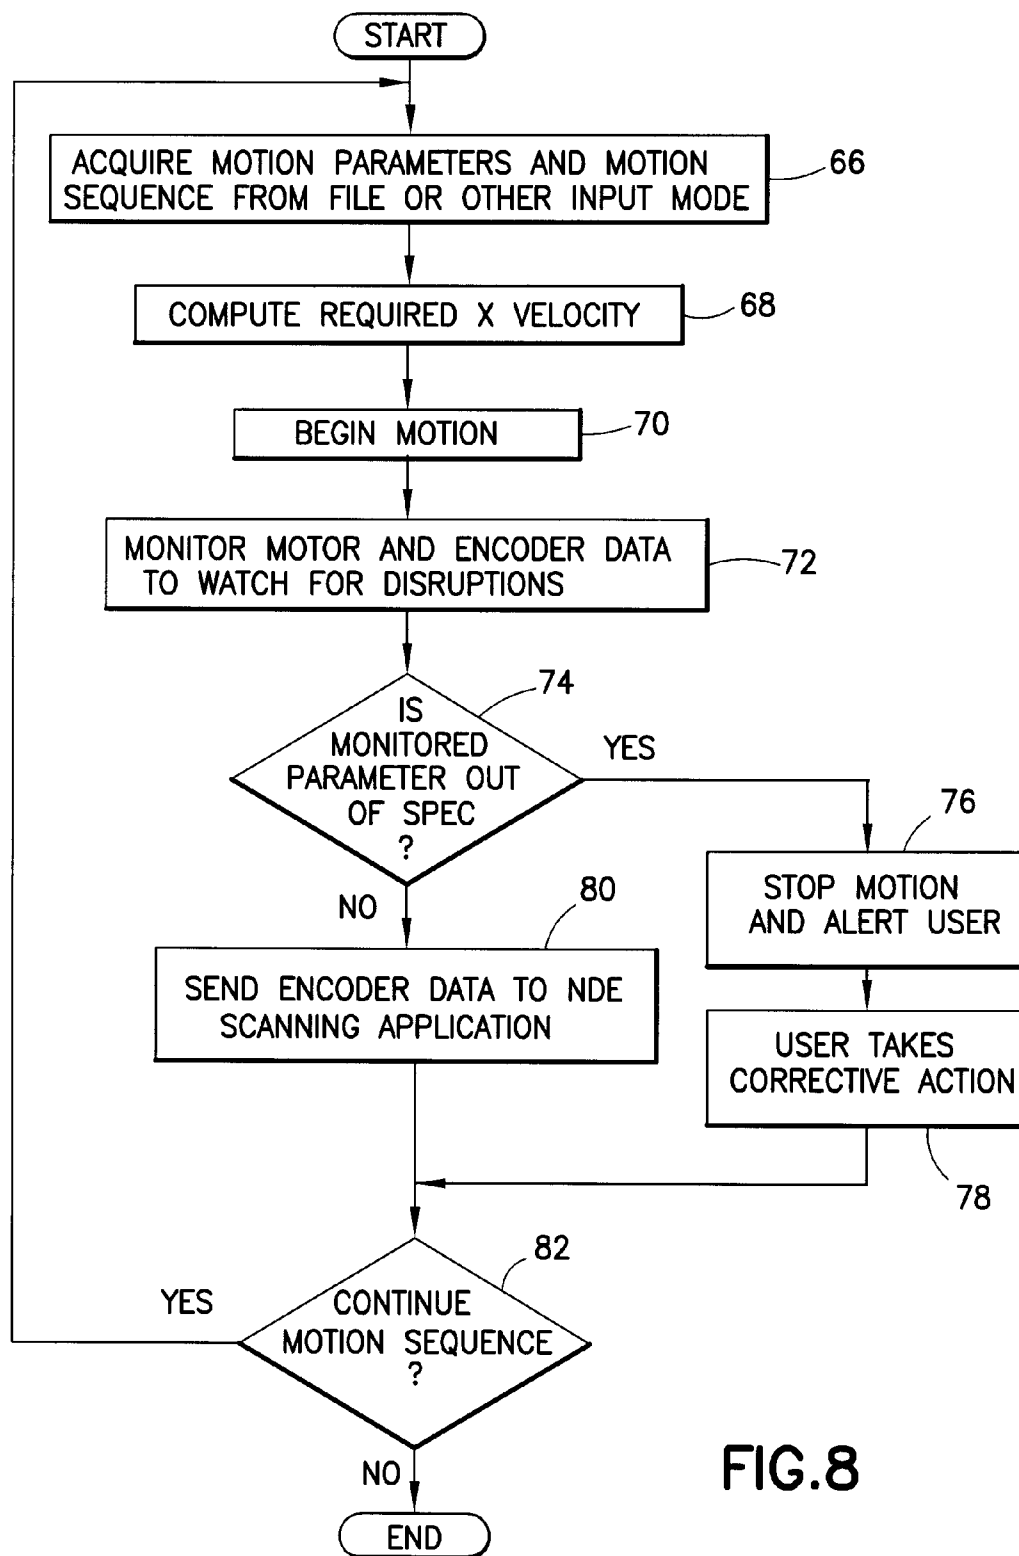 START
ACQUIRE MOTION PARAMETERS AND MOTION
SEQUENCE FROM FILE OR OTHER INPUT MODE
66
COMPUTE REQUIRED X VELOCITY
68
BEGIN MOTION
70
MONITOR MOTOR AND ENCODER DATA
TO WATCH FOR DISRUPTIONS
72
74
IS
MONITORED
PARAMETER OUT
OF SPEC
?
YES
NO
76
STOP MOTION
AND ALERT USER
80
SEND ENCODER DATA TO NDE
SCANNING APPLICATION
USER TAKES
CORRECTIVE ACTION
78
82
CONTINUE
MOTION SEQUENCE
?
YES
NO
END
FIG.8